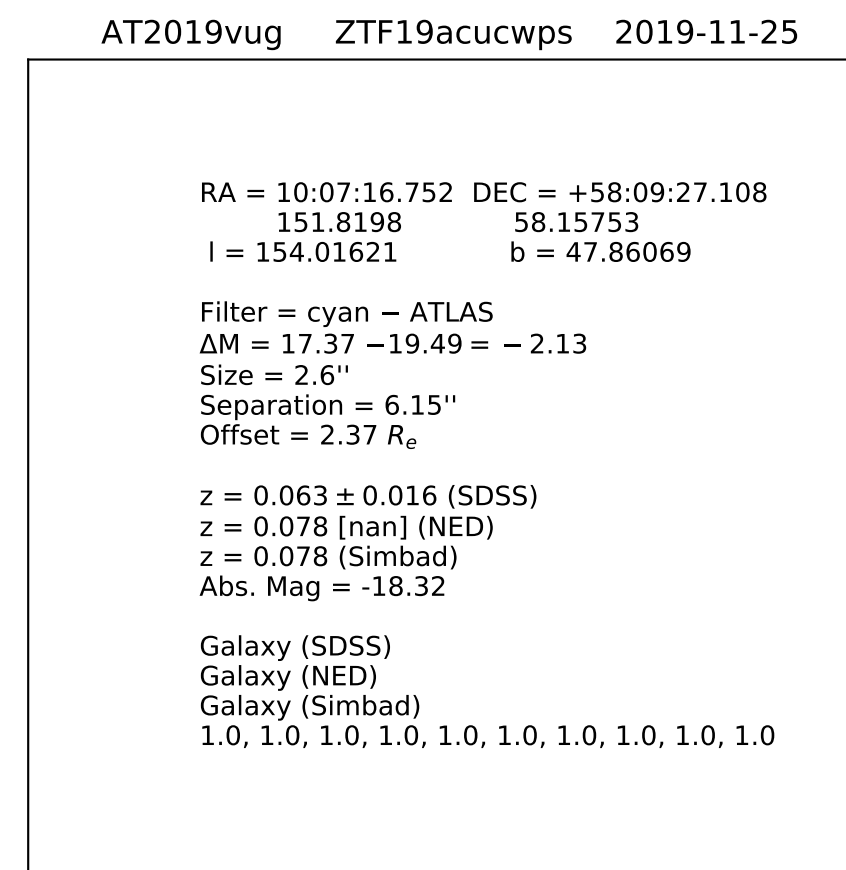 AT2019vug ZTF19acucwps 2019-11-25
RA = 10:07:16.752 DEC = +58:09:27.108
151.8198 58.15753
l = 154.01621 b = 47.86069
Filter = cyan − ATLAS
ΔM = 17.37 −19.49 = − 2.13
Size = 2.6''
Separation = 6.15''
Offset = 2.37 Rₑ
z = 0.063 ± 0.016 (SDSS)
z = 0.078 [nan] (NED)
z = 0.078 (Simbad)
Abs. Mag = -18.32
Galaxy (SDSS)
Galaxy (NED)
Galaxy (Simbad)
1.0, 1.0, 1.0, 1.0, 1.0, 1.0, 1.0, 1.0, 1.0, 1.0